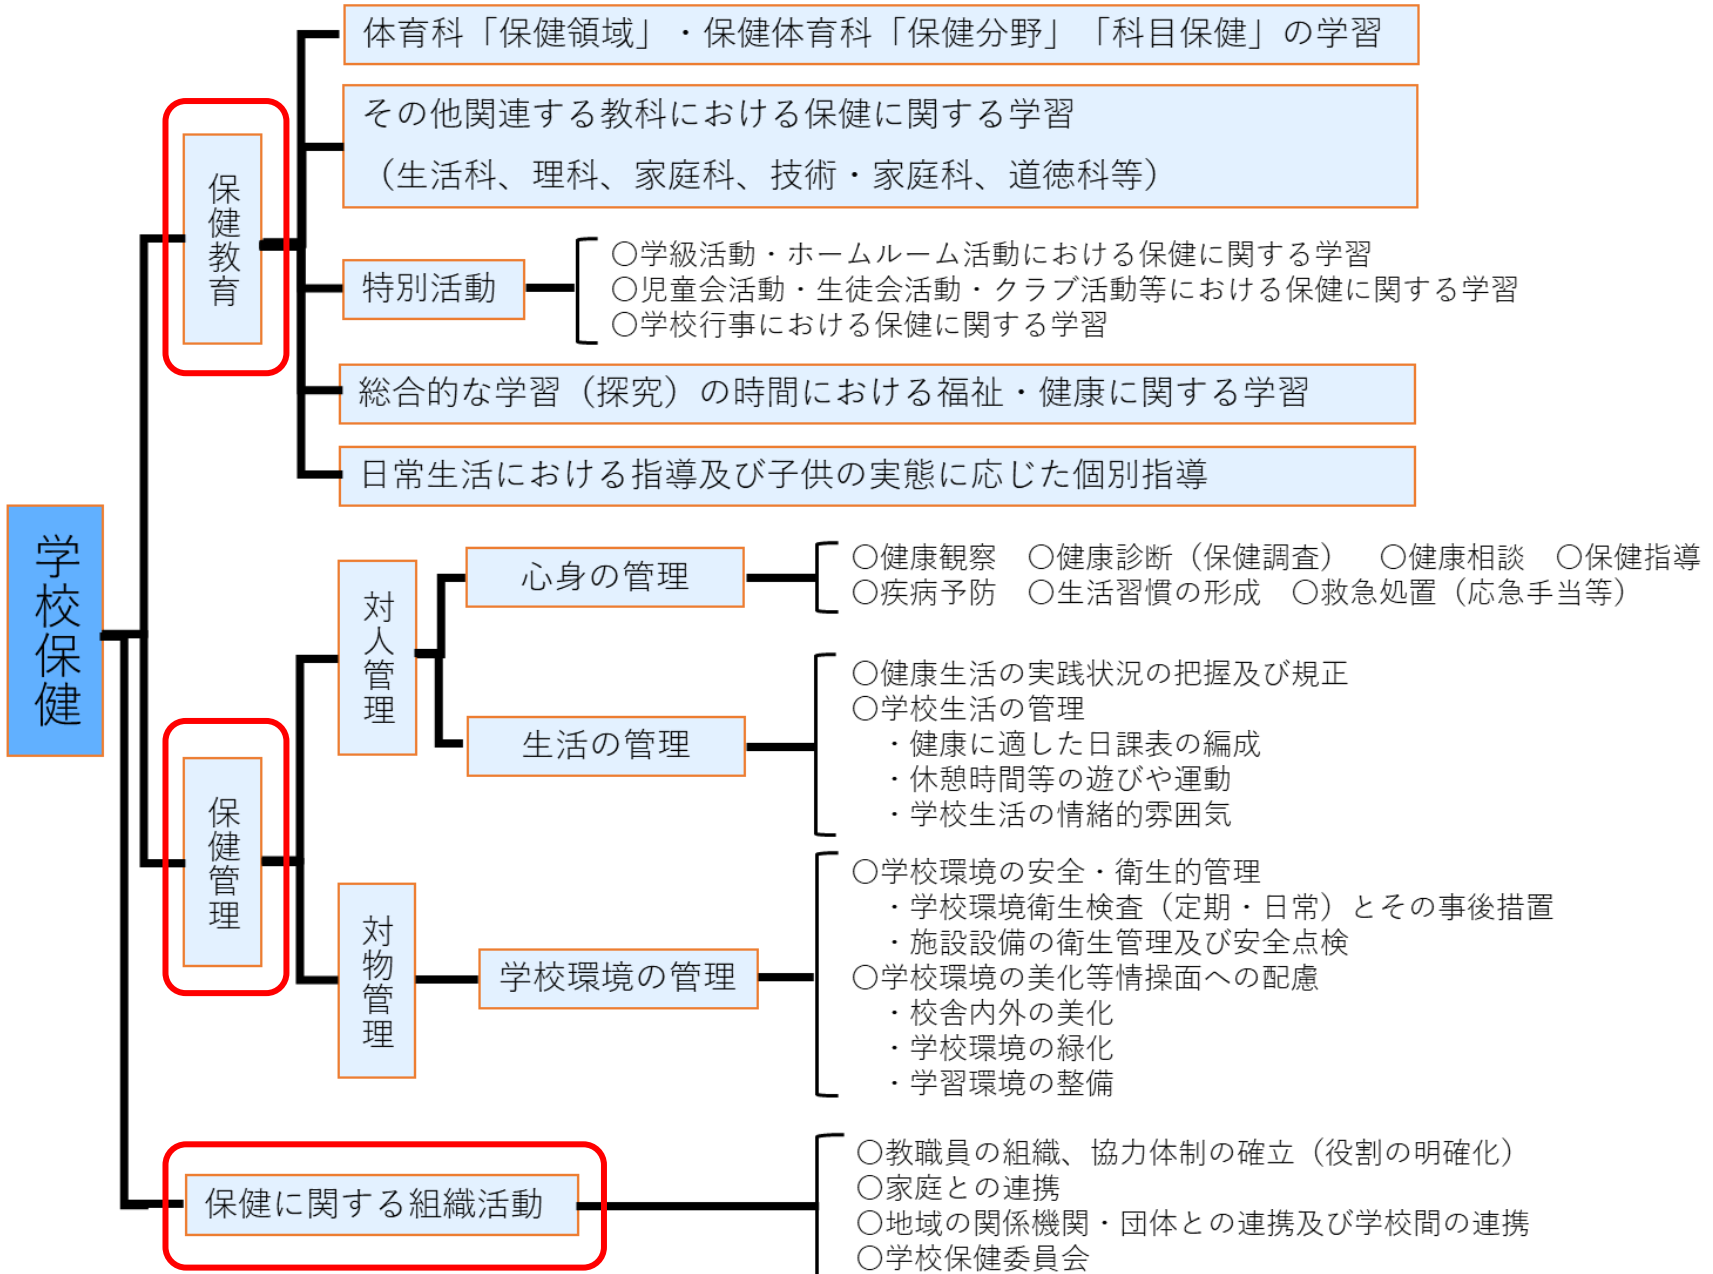 学校保健
保健教育
体育科「保健領域」・保健体育科「保健分野」「科目保健」の学習
その他関連する教科における保健に関する学習
（生活科、理科、家庭科、技術・家庭科、道徳科等）
特別活動
○学級活動・ホームルーム活動における保健に関する学習
○児童会活動・生徒会活動・クラブ活動等における保健に関する学習
○学校行事における保健に関する学習
総合的な学習（探究）の時間における福祉・健康に関する学習
日常生活における指導及び子供の実態に応じた個別指導
保健管理
対人管理
心身の管理
○健康観察　○健康診断（保健調査）　○健康相談　○保健指導
○疾病予防　○生活習慣の形成　○救急処置（応急手当等）
生活の管理
○健康生活の実践状況の把握及び規正
○学校生活の管理
・健康に適した日課表の編成
・休憩時間等の遊びや運動
・学校生活の情緒的雰囲気
対物管理
学校環境の管理
○学校環境の安全・衛生的管理
・学校環境衛生検査（定期・日常）とその事後措置
・施設設備の衛生管理及び安全点検
○学校環境の美化等情操面への配慮
・校舎内外の美化
・学校環境の緑化
・学習環境の整備
保健に関する組織活動
○教職員の組織、協力体制の確立（役割の明確化）
○家庭との連携
○地域の関係機関・団体との連携及び学校間の連携
○学校保健委員会